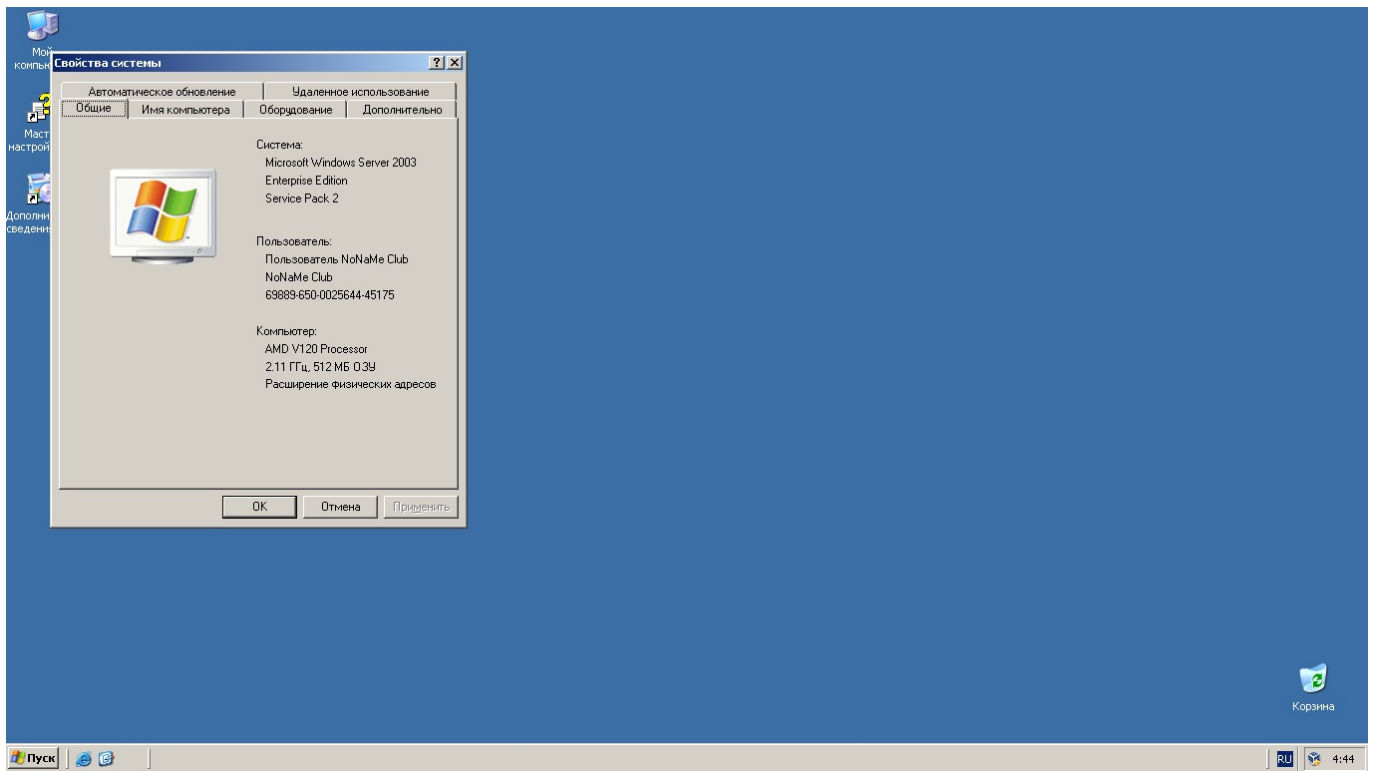 Мой
Свойства системы
Автоматическое обновление
Удаленное использование
Общие
Имя компьютера
Оборудование
Дополнительно
Система:
Microsoft Windows Server 2003
Enterprise Edition
Service Pack 2
Пользователь:
Пользователь NoNaMe Club
NoNaMe Club
69889-650-0025644-45175
Компьютер:
AMD V120 Processor
2.11 ГГц, 512 МБ ОЗУ
Расширение физических адресов
OK
Отмена
Применить
Корзина
Пуск
RU
4:44